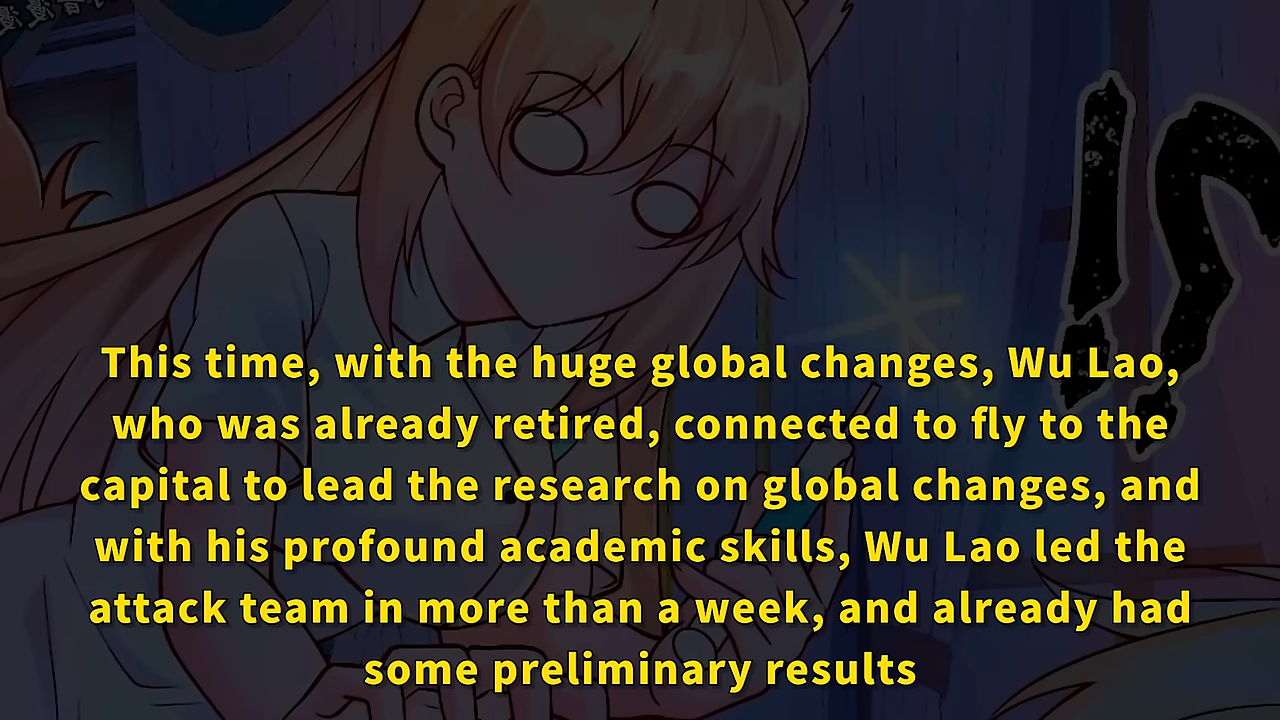 This time, with the huge global changes, Wu Lao,
who was already retired, connected to fly to the
capital to lead the research on global changes, and
with his profound academic skills, Wu Lao led the
attack team in more than a week, and already had
some preliminary results